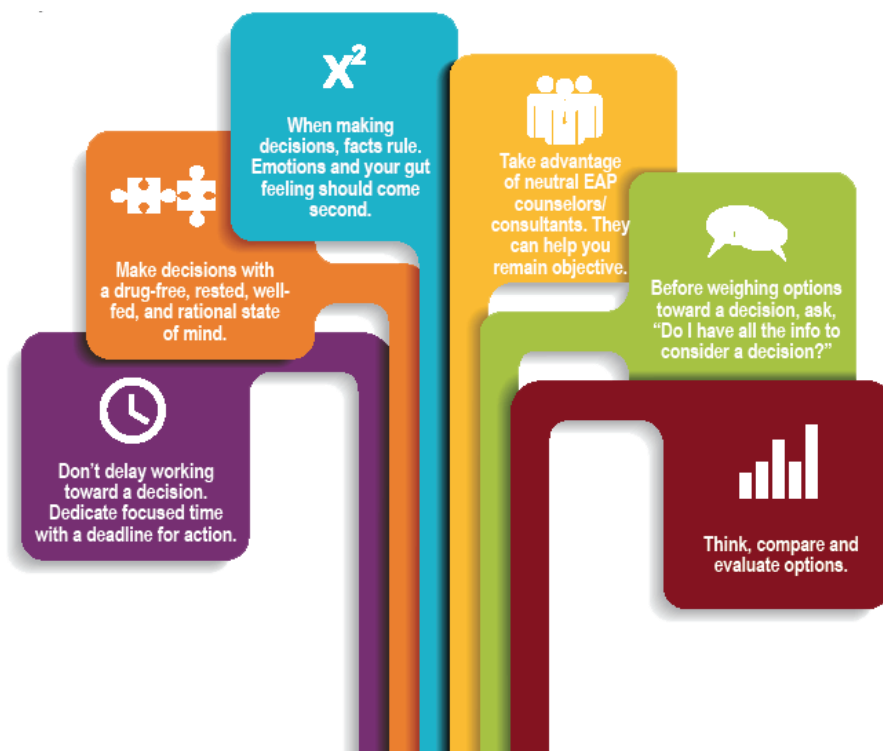 x²
When making
decisions, facts rule.
Emotions and your gut
feeling should come
second.
Take advantage
of neutral EAP
counselors/
consultants. They
can help you
remain objective.
Make decisions with
a drug-free, rested, well-
fed, and rational state
of mind.
Before weighing options
toward a decision, ask,
“Do I have all the info to
consider a decision?”
Don’t delay working
toward a decision.
Dedicate focused time
with a deadline for action.
Think, compare and
evaluate options.